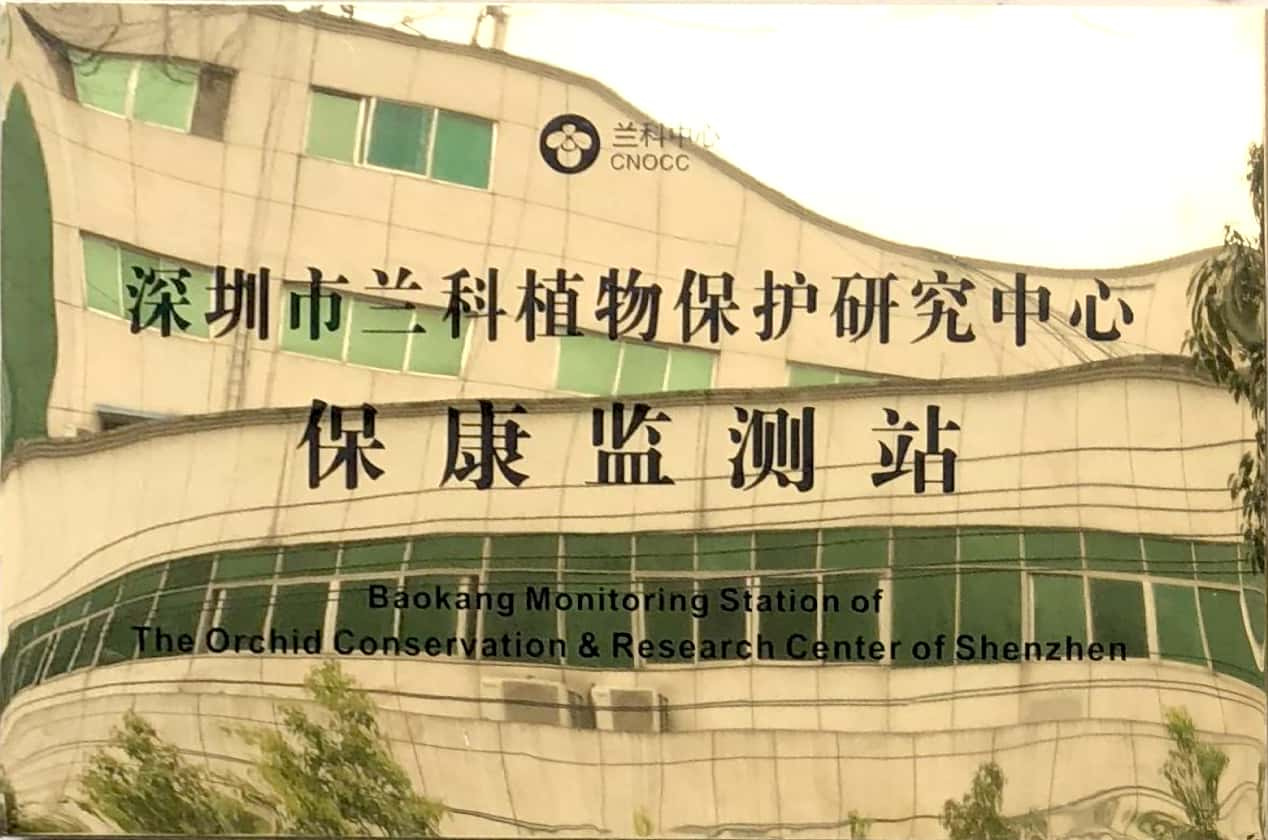 兰科中心
CNOCC
深圳市兰科植物保护研究中心
保康监测站
Baokang Monitoring Station of
The Orchid Conservation & Research Center of Shenzhen